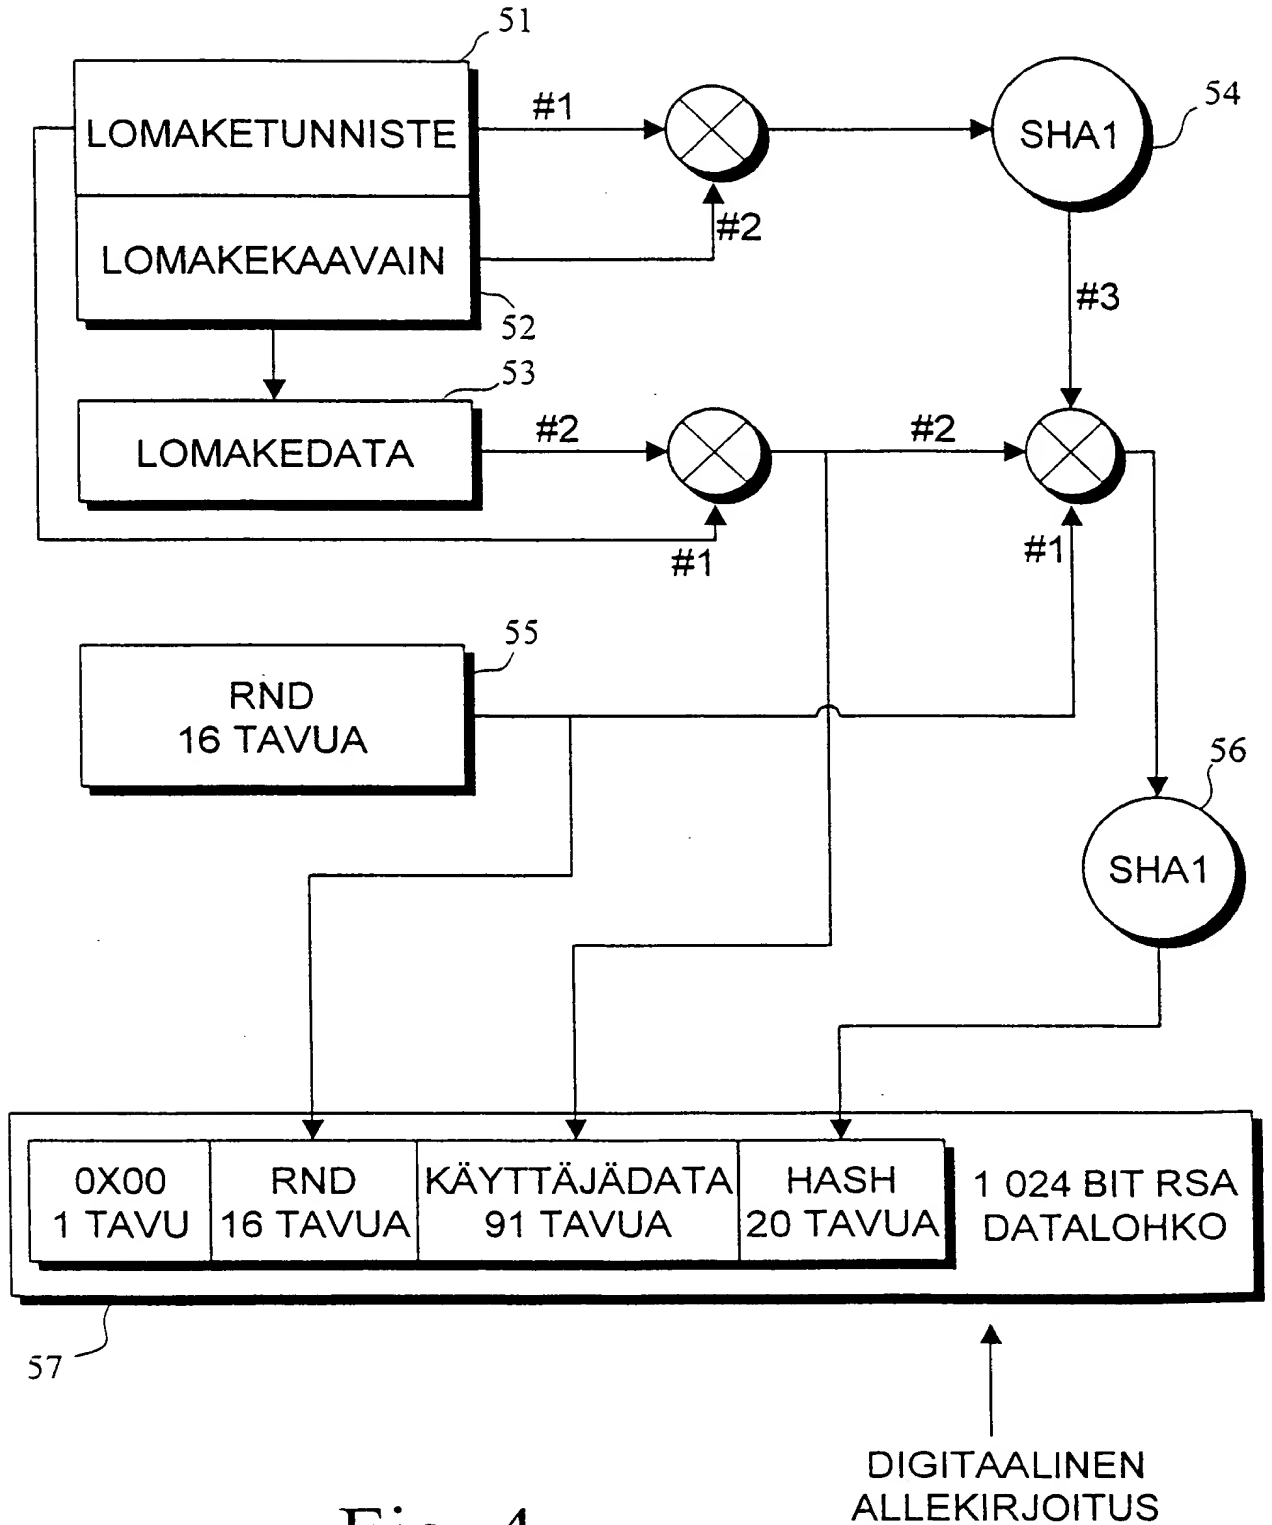 51
LOMAKETUNNISTE
#1
SHA1
54
LOMAKEKAAVAIN
#2
52
#3
53
LOMAKEDATA
#2
#2
#1
#1
55
RND
16 TAVUA
56
SHA1
0X00
1 TAVU
RND
16 TAVUA
KÄYTTÄJÄDATA
91 TAVUA
HASH
20 TAVUA
1 024 BIT RSA
DATALOHKO
57
DIGITAALINEN
ALLEKIRJOITUS
Fig. 4